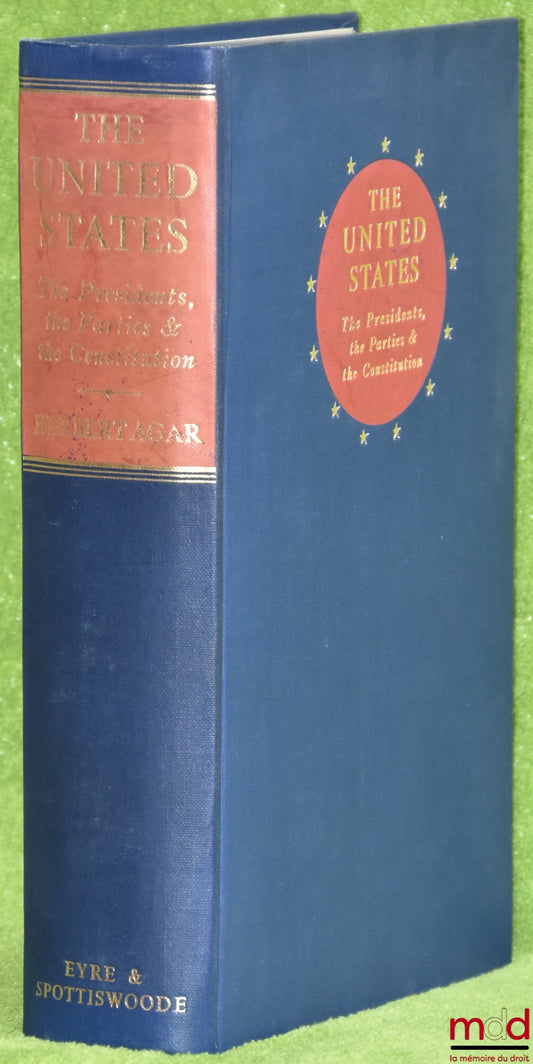 THE
UNITED
STATES
The Presidents,
the Parties &
the Constitution
HERBERT AGAR
EYRE &
SPOTTISWOODE
THE
UNITED
STATES
The Presidents,
the Parties &
the Constitution
mdd
la mémoire du droit